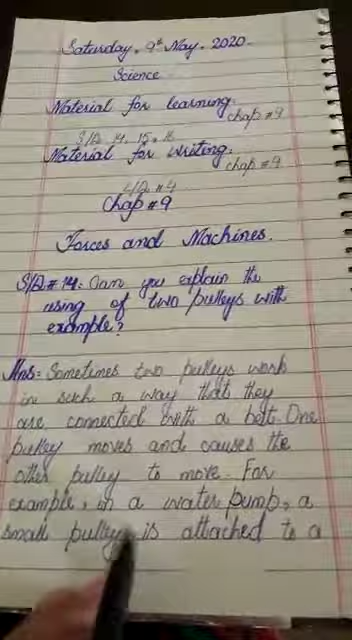 Saturday, 9th May, 2020.
Science
Material for learning.
chap # 9
S/Q. 14, 15, 16
Material for writing.
chap # 9
L/Q # 4
Chap # 9
Forces and Machines.
S/Q # 14: Can you explain the
using of two pulleys with
example?
Ans: Sometimes two pulleys work
in such a way that they
are connected with a belt. One
pulley moves and causes the
other pulley to move. For
example, in a water pump, a
small pulley is attached to a